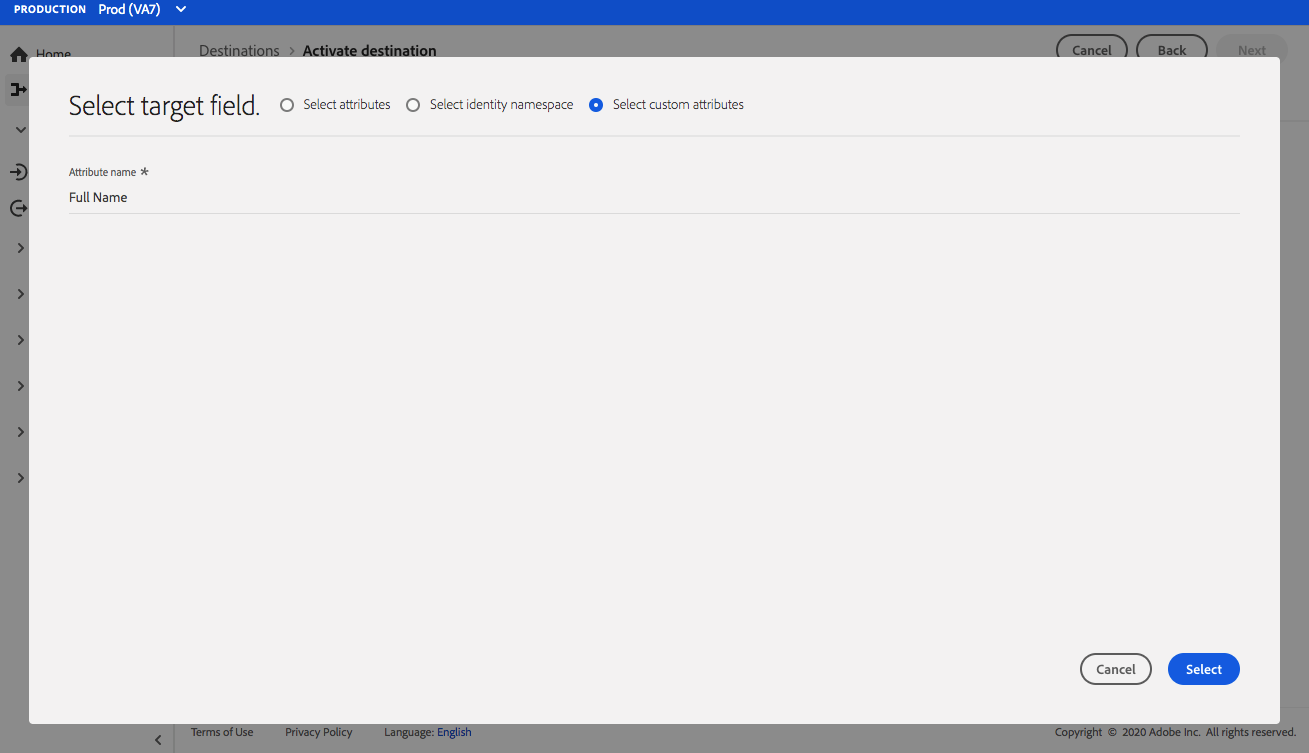 PRODUCTION Prod (VA7)
Home
Destinations > Activate destination
Cancel Back Next
Select target field. Select attributes Select identity namespace Select custom attributes
Attribute name *
Full Name
Cancel Select
Terms of Use Privacy Policy Language: English Copyright © 2020 Adobe Inc. All rights reserved.